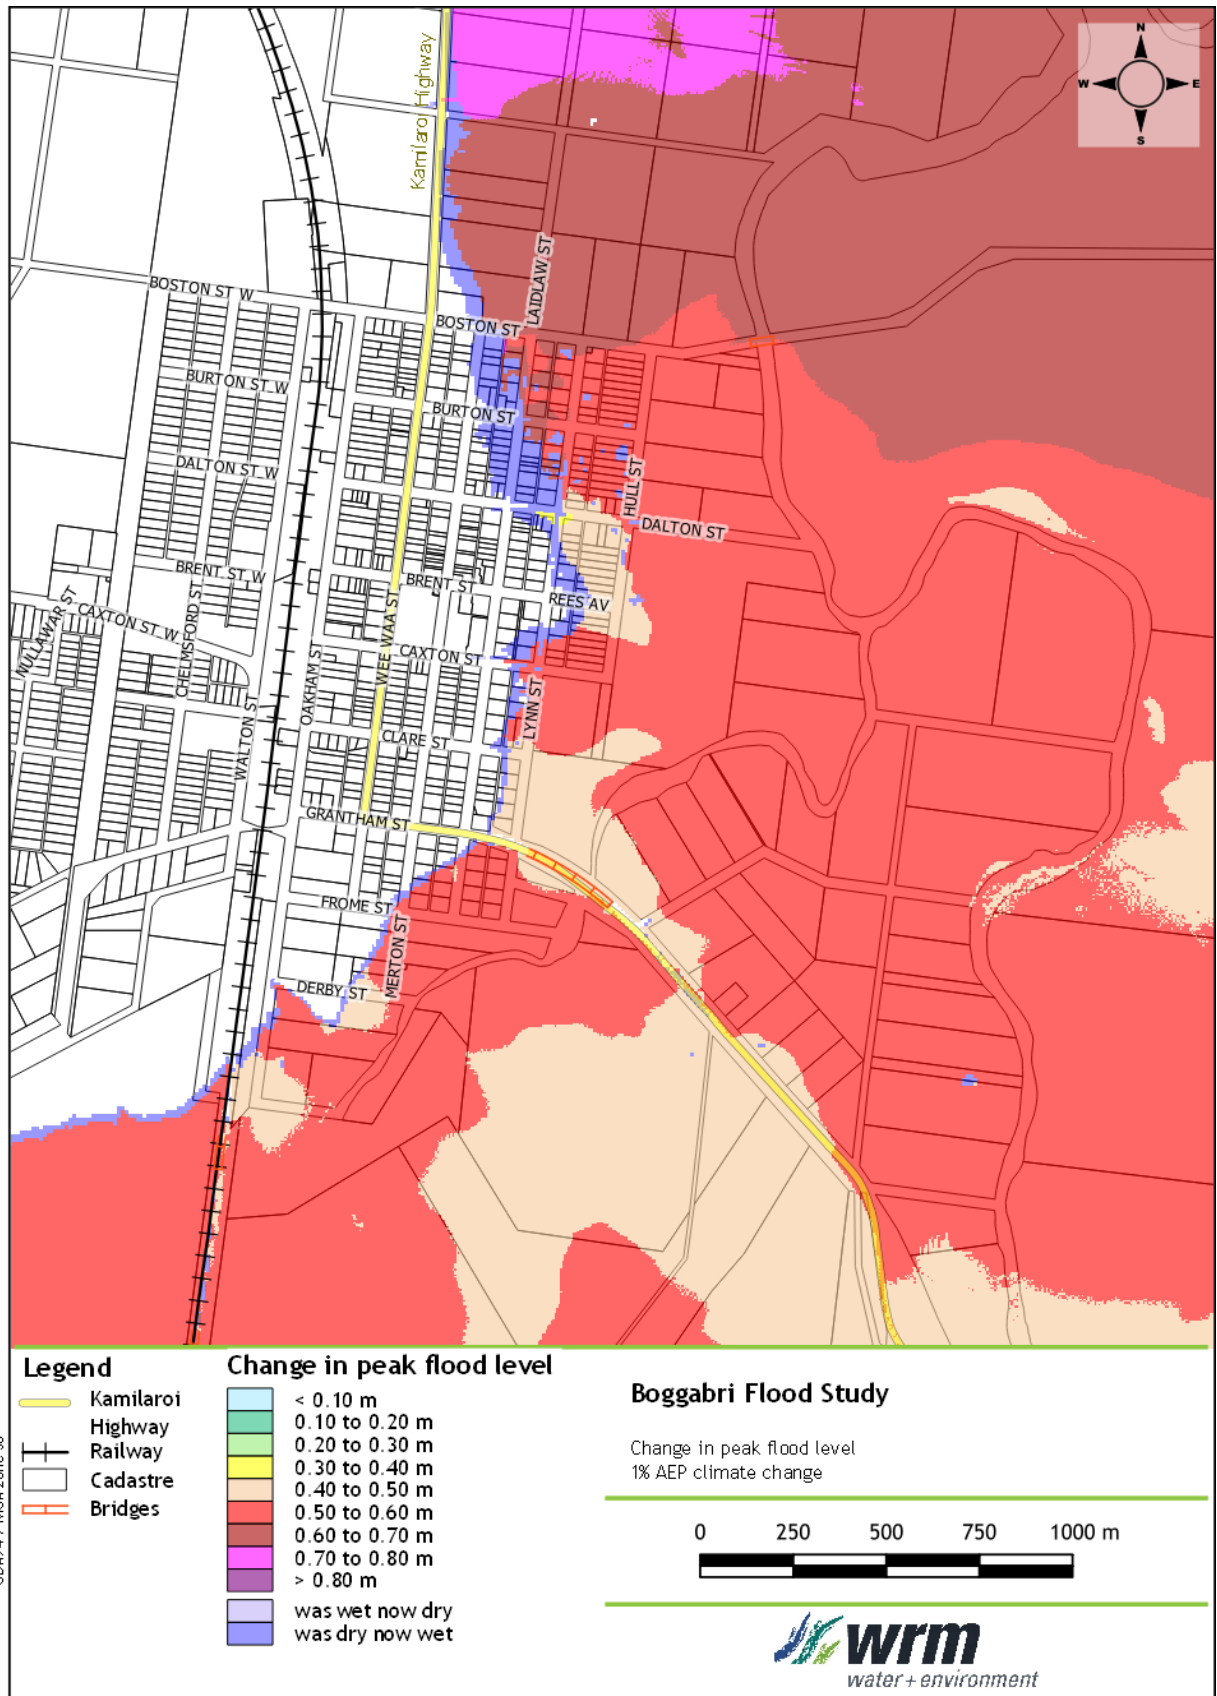 N
W
E
S
Kamilaroi Highway
LAIDLAW ST
BOSTON ST W
BOSTON ST
BURTON ST W
BURTON ST
DALTON ST W
HULL ST
DALTON ST
BRENT ST W
BRENT ST
REES AV
NULLAWAR ST
CAXTON ST W
CHELMSFORD ST
WEE WAA ST
CAXTON ST
OAKHAM ST
LYNN ST
WALTON ST
CLARE ST
GRANTHAM ST
FROME ST
MERTON ST
DERBY ST
Legend
Kamilaroi
Highway
Railway
Cadastre
Bridges
Change in peak flood level
< 0.10 m
0.10 to 0.20 m
0.20 to 0.30 m
0.30 to 0.40 m
0.40 to 0.50 m
0.50 to 0.60 m
0.60 to 0.70 m
0.70 to 0.80 m
> 0.80 m
was wet now dry
was dry now wet
Boggabri Flood Study
Change in peak flood level
1% AEP climate change
0 250 500 750 1000 m
wrm
water + environment